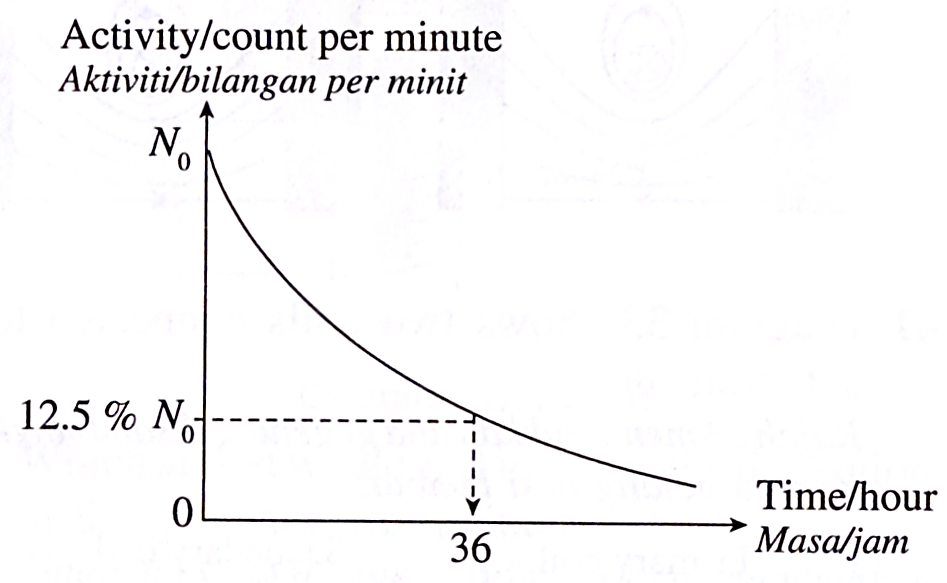 Activity/count per minute
Aktiviti/bilangan per minit
N₀
12.5 % N₀
0
36
Time/hour
Masa/jam